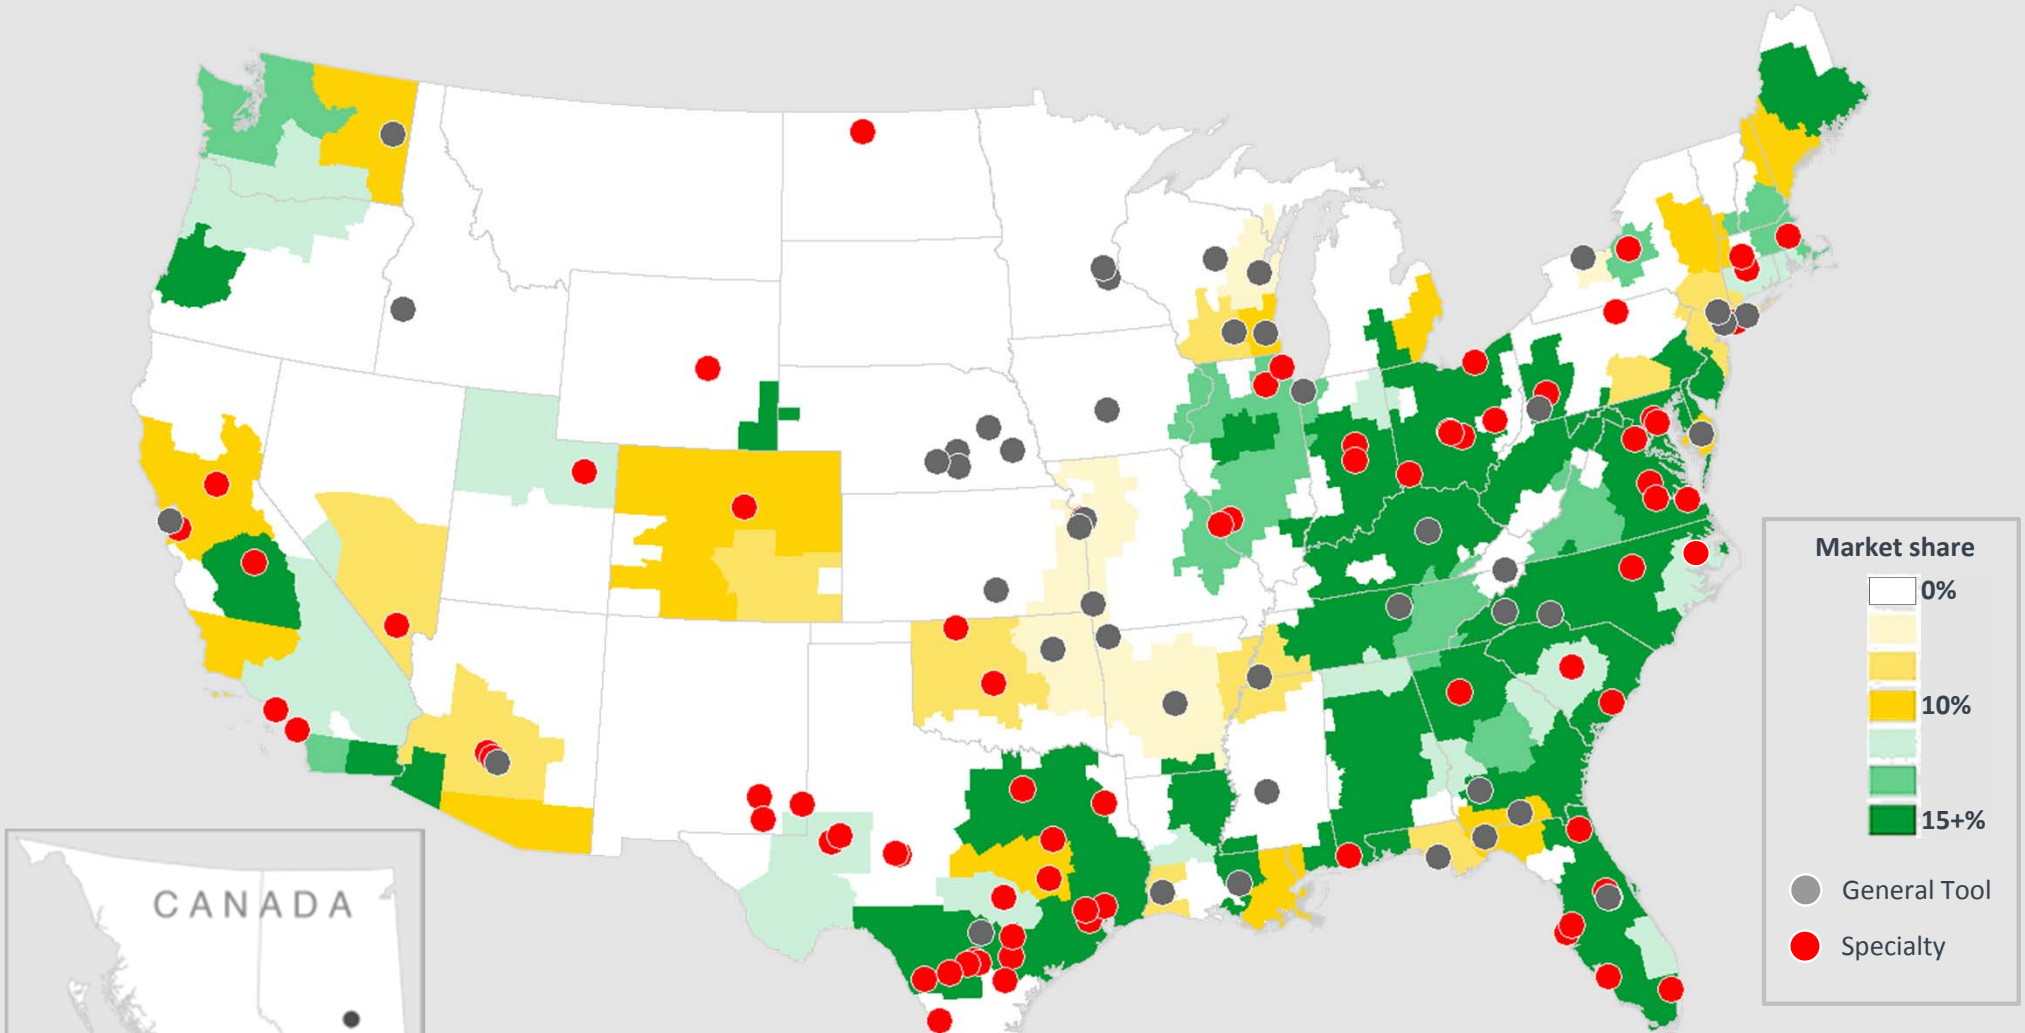 Market share
0%
10%
15+%
General Tool
Specialty
CANADA